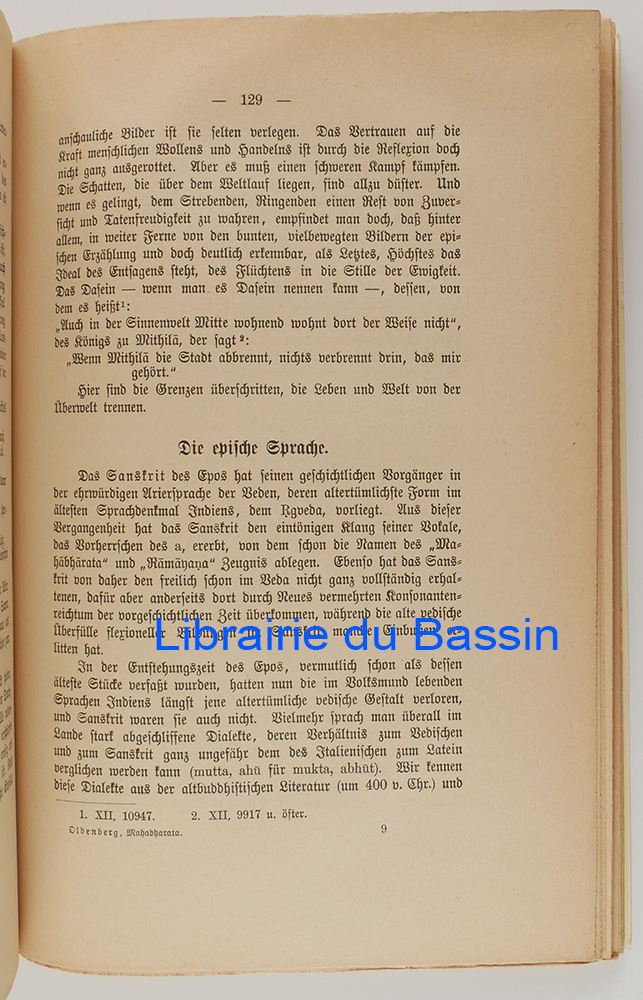 — 129 —
anschauliche Bilder ist sie selten verlegen. Das Vertrauen auf die
Kraft menschlichen Wollens und Handelns ist durch die Reflexion doch
nicht ganz ausgerottet. Aber es muß einen schweren Kampf kämpfen.
Die Schatten, die über dem Weltlauf liegen, sind allzu düster. Und
wenn es gelingt, dem Strebenden, Ringenden einen Rest von Zuver-
sicht und Tatenfreudigkeit zu wahren, empfindet man doch, daß hinter
allem, in weiter Ferne von den bunten, vielbewegten Bildern der epi-
schen Erzählung und doch deutlich erkennbar, als Letztes, Höchstes das
Ideal des Entsagens steht, des Flüchtens in die Stille der Ewigkeit.
Das Dasein — wenn man es Dasein nennen kann —, dessen, von
dem es heißt¹:
„Auch in der Sinnenwelt Mitte wohnend wohnt dort der Weise nicht“,
des Königs zu Mithilā, der sagt²:
„Wenn Mithilā die Stadt abbrennt, nichts verbrennt drin, das mir
gehört.“
Hier sind die Grenzen überschritten, die Leben und Welt von der
Überwelt trennen.
Die epische Sprache.
Das Sanskrit des Epos hat seinen geschichtlichen Vorgänger in
der ehrwürdigen Ariersprache der Veden, deren altertümlichste Form im
ältesten Sprachdenkmal Indiens, dem Ṛgveda, vorliegt. Aus dieser
Vergangenheit hat das Sanskrit den eintönigen Klang seiner Vokale,
das Vorherrschen des a, ererbt, von dem schon die Namen des „Ma-
hābhārata“ und „Rāmāyaṇa“ Zeugnis ablegen. Ebenso hat das Sans-
krit von daher den freilich schon im Veda nicht ganz vollständig erhal-
tenen, dafür aber anderseits dort durch Neues vermehrten Konsonanten-
reichtum der vorgeschichtlichen Zeit überkommen, während die alte vedische
Überfülle flexioneller Bildungen im Sanskrit manche Einbußen er-
litten hat.
In der Entstehungszeit des Epos, vermutlich schon als dessen
älteste Stücke verfaßt wurden, hatten nun die im Volksmund lebenden
Sprachen Indiens längst jene altertümliche vedische Gestalt verloren,
und Sanskrit waren sie auch nicht. Vielmehr sprach man überall im
Lande stark abgeschliffene Dialekte, deren Verhältnis zum Vedischen
und zum Sanskrit ganz ungefähr dem des Italienischen zum Latein
verglichen werden kann (mutta, ahū für mukta, abhūt). Wir kennen
diese Dialekte aus der altbuddhistischen Literatur (um 400 v. Chr.) und
1. XII, 10947. 2. XII, 9917 u. öfter.
Oldenberg, Mahabharata. 9
Librairie du Bassin